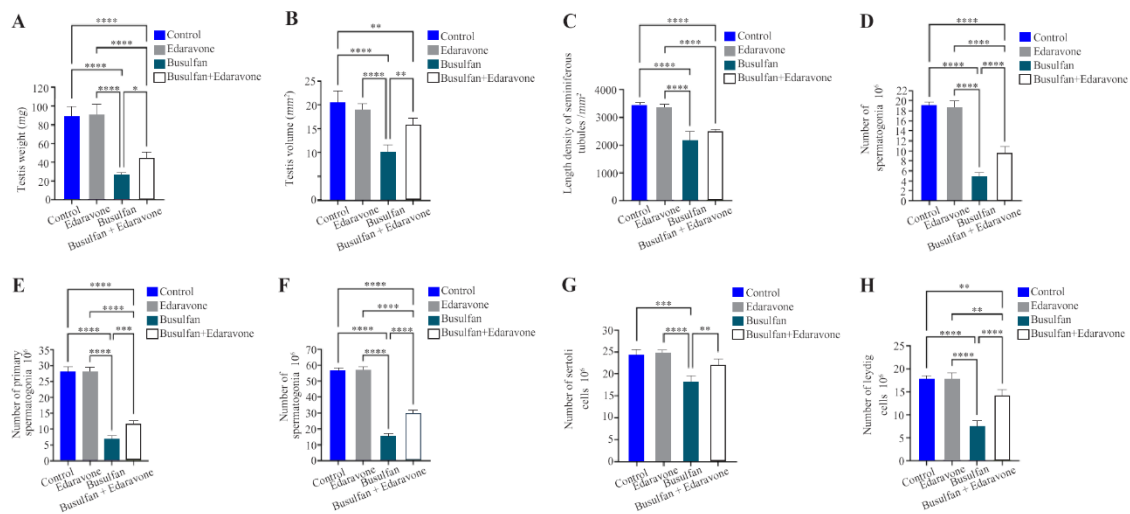 A
****
****
****
**** *
Control
Edaravone
Busulfan
Busulfan+Edaravone
Testis weight (mg)
120
100
80
60
40
20
0
Control
Edaravone
Busulfan
Busulfan + Edaravone
B
**
****
**** **
Control
Edaravone
Busulfan
Busulfan+Edaravone
Testis volume (mm²)
25
20
15
10
5
0
Control
Edaravone
Busulfan
Busulfan + Edaravone
C
****
****
****
****
Control
Edaravone
Busulfan
Busulfan+Edaravone
Length density of seminiferous
tubules /mm²
4000
3000
2000
1000
0
Control
Edaravone
Busulfan
Busulfan + Edaravone
D
****
****
**** ****
****
Control
Edaravone
Busulfan
Busulfan+Edaravone
Number of
spermatogonia 10⁶
22
20
18
16
14
12
10
8
6
4
2
0
Control
Edaravone
Busulfan
Busulfan + Edaravone
E
****
****
**** ***
****
Control
Edaravone
Busulfan
Busulfan+Edaravone
Number of primary
spermatogonia 10⁶
35
30
25
20
15
10
5
0
Control
Edaravone
Busulfan
Busulfan + Edaravone
F
****
****
**** ****
****
Control
Edaravone
Busulfan
Busulfan+Edaravone
Number of
spermatogonia 10⁶
70
60
50
40
30
20
10
0
Control
Edaravone
Busulfan
Busulfan + Edaravone
G
***
**** **
Control
Edaravone
Busulfan
Busulfan+Edaravone
Number of sertoli
cells 10⁶
30
25
20
15
10
5
0
Control
Edaravone
Busulfan
Busulfan + Edaravone
H
**
**
**** ****
****
Control
Edaravone
Busulfan
Busulfan+Edaravone
Number of leydig
cells 10⁶
25
20
15
10
5
0
Control
Edaravone
Busulfan
Busulfan + Edaravone